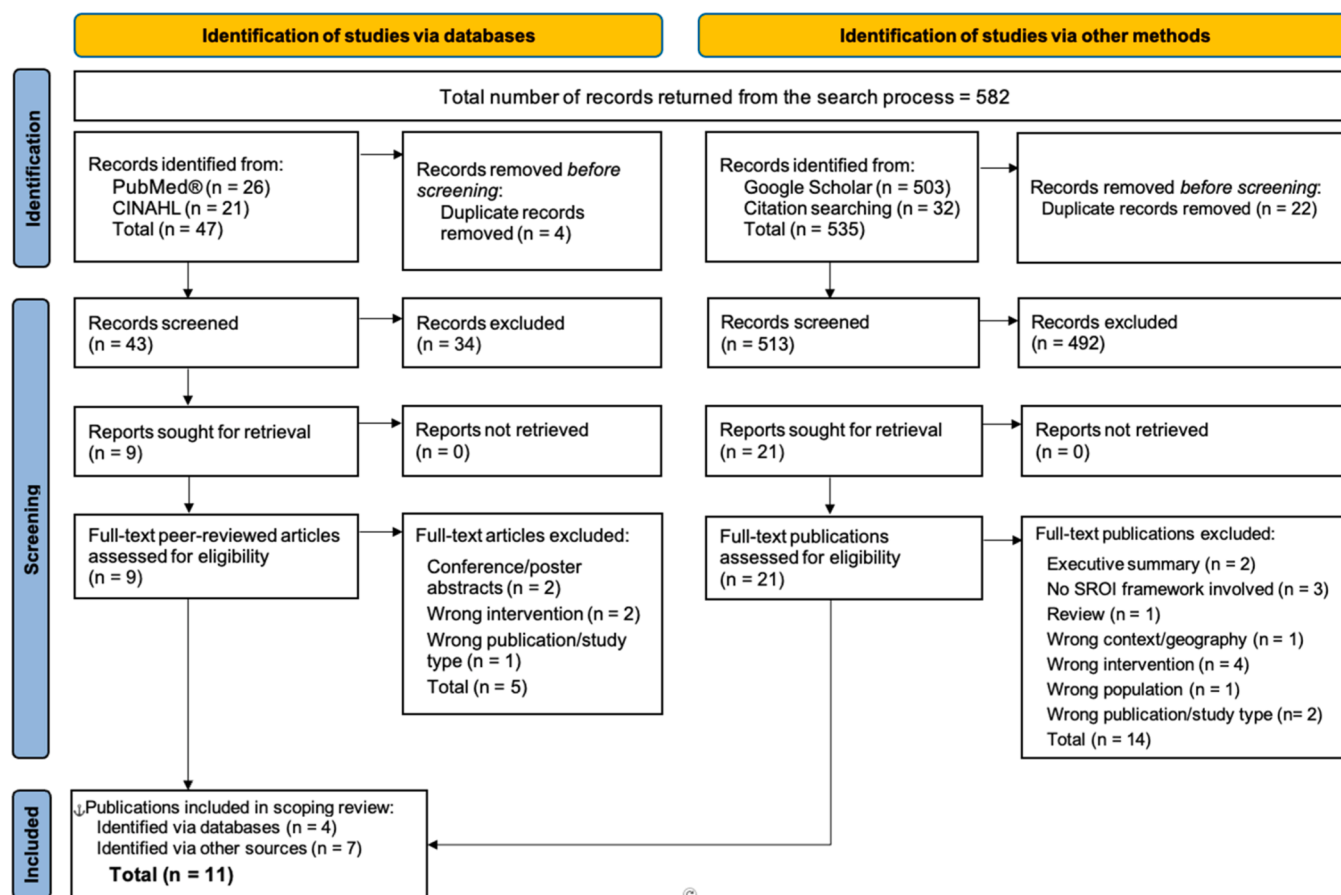 Identification of studies via databases
Identification of studies via other methods
Identification
Total number of records returned from the search process = 582
Records identified from:
PubMed® (n = 26)
CINAHL (n = 21)
Total (n = 47)
Records removed before
screening:
Duplicate records
removed (n = 4)
Records identified from:
Google Scholar (n = 503)
Citation searching (n = 32)
Total (n = 535)
Records removed before screening:
Duplicate records removed (n = 22)
Screening
Records screened
(n = 43)
Records excluded
(n = 34)
Records screened
(n = 513)
Records excluded
(n = 492)
Reports sought for retrieval
(n = 9)
Reports not retrieved
(n = 0)
Reports sought for retrieval
(n = 21)
Reports not retrieved
(n = 0)
Full-text peer-reviewed articles
assessed for eligibility
(n = 9)
Full-text articles excluded:
Conference/poster
abstracts (n = 2)
Wrong intervention (n = 2)
Wrong publication/study
type (n = 1)
Total (n = 5)
Full-text publications
assessed for eligibility
(n = 21)
Full-text publications excluded:
Executive summary (n = 2)
No SROI framework involved (n = 3)
Review (n = 1)
Wrong context/geography (n = 1)
Wrong intervention (n = 4)
Wrong population (n = 1)
Wrong publication/study type (n= 2)
Total (n = 14)
Included
Publications included in scoping review:
Identified via databases (n = 4)
Identified via other sources (n = 7)
Total (n = 11)